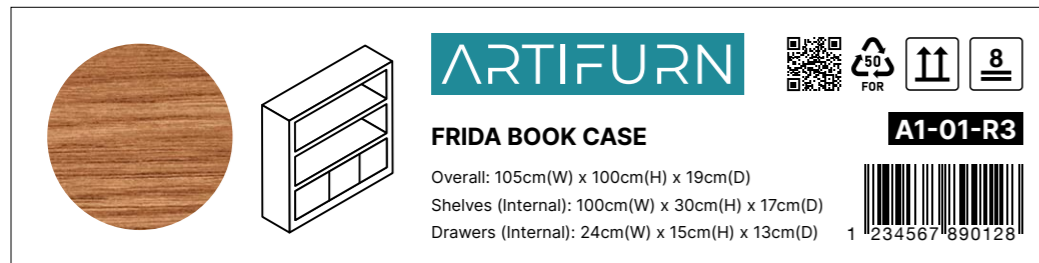 ARTIFURN
50
FOR
8
FRIDA BOOK CASE
A1-01-R3
Overall: 105cm(W) x 100cm(H) x 19cm(D)
Shelves (Internal): 100cm(W) x 30cm(H) x 17cm(D)
Drawers (Internal): 24cm(W) x 15cm(H) x 13cm(D)
1 234567 890128